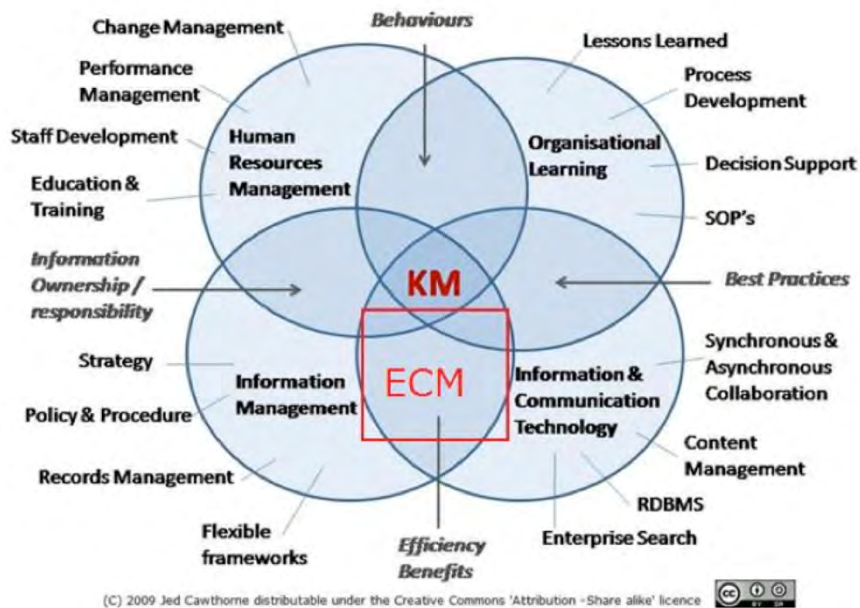 Change Management
Behaviours
Lessons Learned
Performance
Management
Process
Development
Staff Development
Human
Resources
Management
Organisational
Learning
Decision Support
Education &
Training
SOP's
Information
Ownership /
responsibility
KM
Best Practices
Strategy
Information
Management
ECM
Information &
Communication
Technology
Synchronous &
Asynchronous
Collaboration
Policy & Procedure
Content
Management
Records Management
RDBMS
Flexible
frameworks
Efficiency
Benefits
Enterprise Search
(C) 2009 Jed Cawthorne distributable under the Creative Commons 'Attribution -Share alike' licence
cc
BY SA